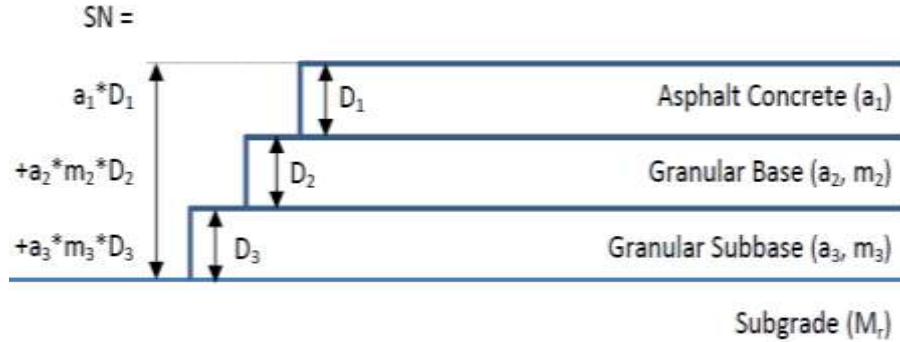 SN =
a₁*D₁ D₁ Asphalt Concrete (a₁)
+a₂*m₂*D₂ D₂ Granular Base (a₂, m₂)
+a₃*m₃*D₃ D₃ Granular Subbase (a₃, m₃)
Subgrade (Mᵣ)